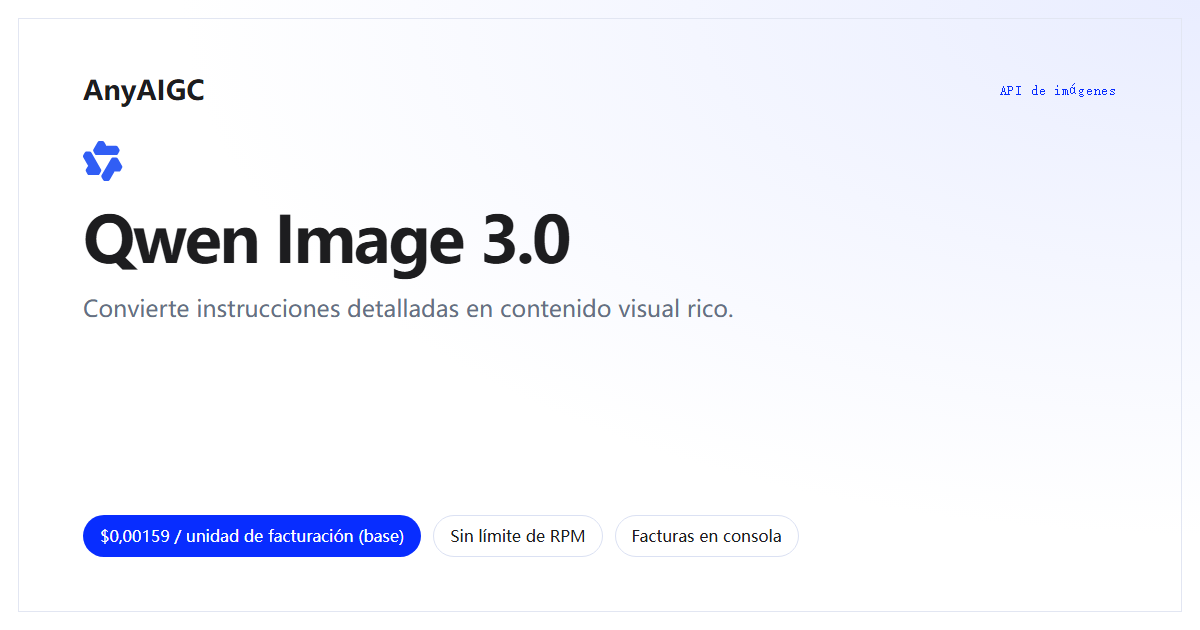 AnyAIGC
API de imágenes
Qwen Image 3.0
Convierte instrucciones detalladas en contenido visual rico.
$0,00159 / unidad de facturación (base)
Sin límite de RPM
Facturas en consola